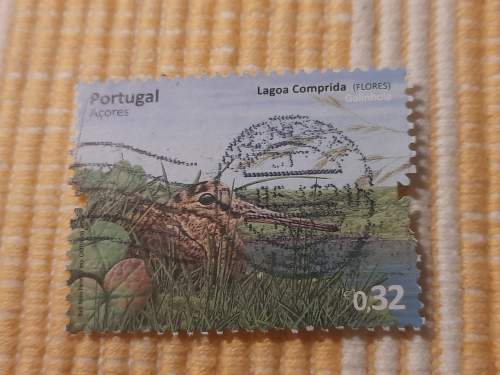 Portugal
Açores
Lagoa Comprida (FLORES)
Galinhola
€0,32